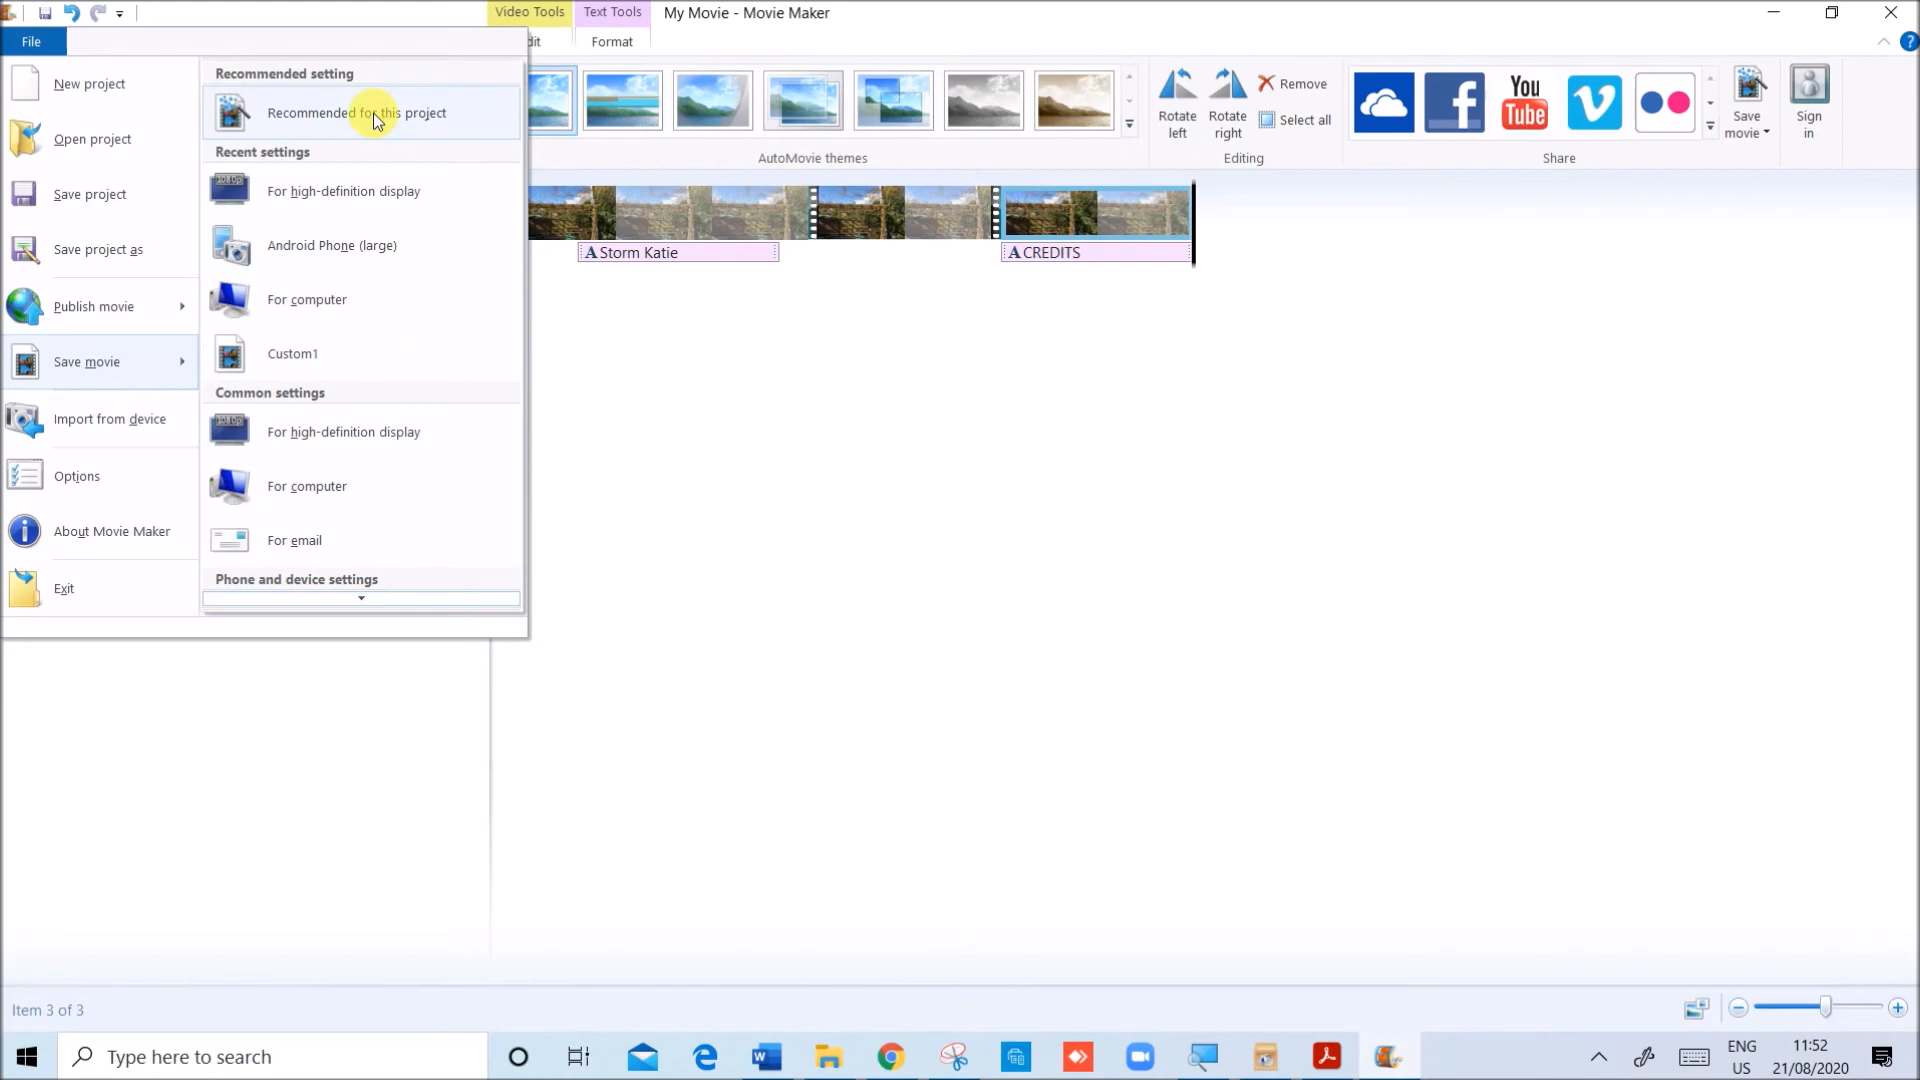 Video Tools
Text Tools
My Movie - Movie Maker
File
dit
Format
New project
Open project
Save project
Save project as
Publish movie
Save movie
Import from device
Options
About Movie Maker
Exit
Recommended setting
Recommended for this project
Recent settings
For high-definition display
Android Phone (large)
For computer
Custom1
Common settings
For high-definition display
For computer
For email
Phone and device settings
AutoMovie themes
Rotate left
Rotate right
Remove
Select all
Editing
You Tube
Share
Save movie
Sign in
Storm Katie
CREDITS
Item 3 of 3
Type here to search
ENG
US
11:52
21/08/2020